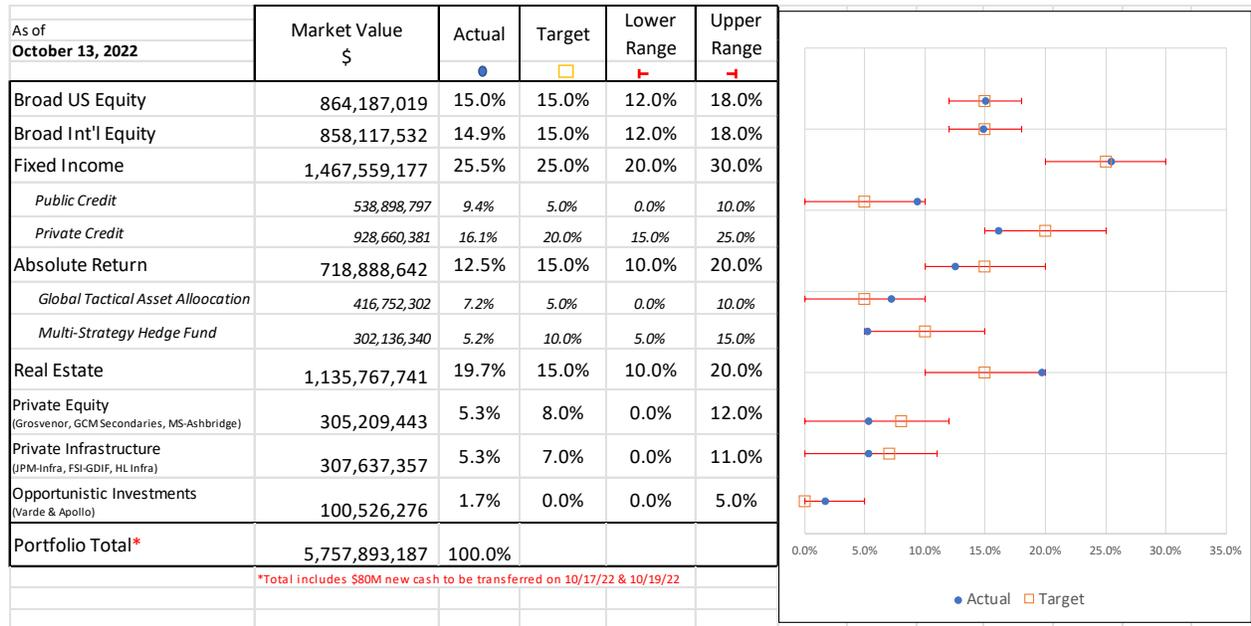 As of
October 13, 2022
Market Value $ Actual Target Lower Range Upper Range
Broad US Equity 864,187,019 15.0% 15.0% 12.0% 18.0%
Broad Int'l Equity 858,117,532 14.9% 15.0% 12.0% 18.0%
Fixed Income 1,467,559,177 25.5% 25.0% 20.0% 30.0%
Public Credit 538,898,797 9.4% 5.0% 0.0% 10.0%
Private Credit 928,660,381 16.1% 20.0% 15.0% 25.0%
Absolute Return 718,888,642 12.5% 15.0% 10.0% 20.0%
Global Tactical Asset Alloocation 416,752,302 7.2% 5.0% 0.0% 10.0%
Multi-Strategy Hedge Fund 302,136,340 5.2% 10.0% 5.0% 15.0%
Real Estate 1,135,767,741 19.7% 15.0% 10.0% 20.0%
Private Equity 305,209,443 5.3% 8.0% 0.0% 12.0%
(Grosvenor, GCM Secondaries, MS-Ashbridge)
Private Infrastructure 307,637,357 5.3% 7.0% 0.0% 11.0%
(JPM-Infra, FSI-GDIF, HL Infra)
Opportunistic Investments 100,526,276 1.7% 0.0% 0.0% 5.0%
(Varde & Apollo)
Portfolio Total* 5,757,893,187 100.0%
*Total includes $80M new cash to be transferred on 10/17/22 & 10/19/22
0.0% 5.0% 10.0% 15.0% 20.0% 25.0% 30.0% 35.0%
Actual Target